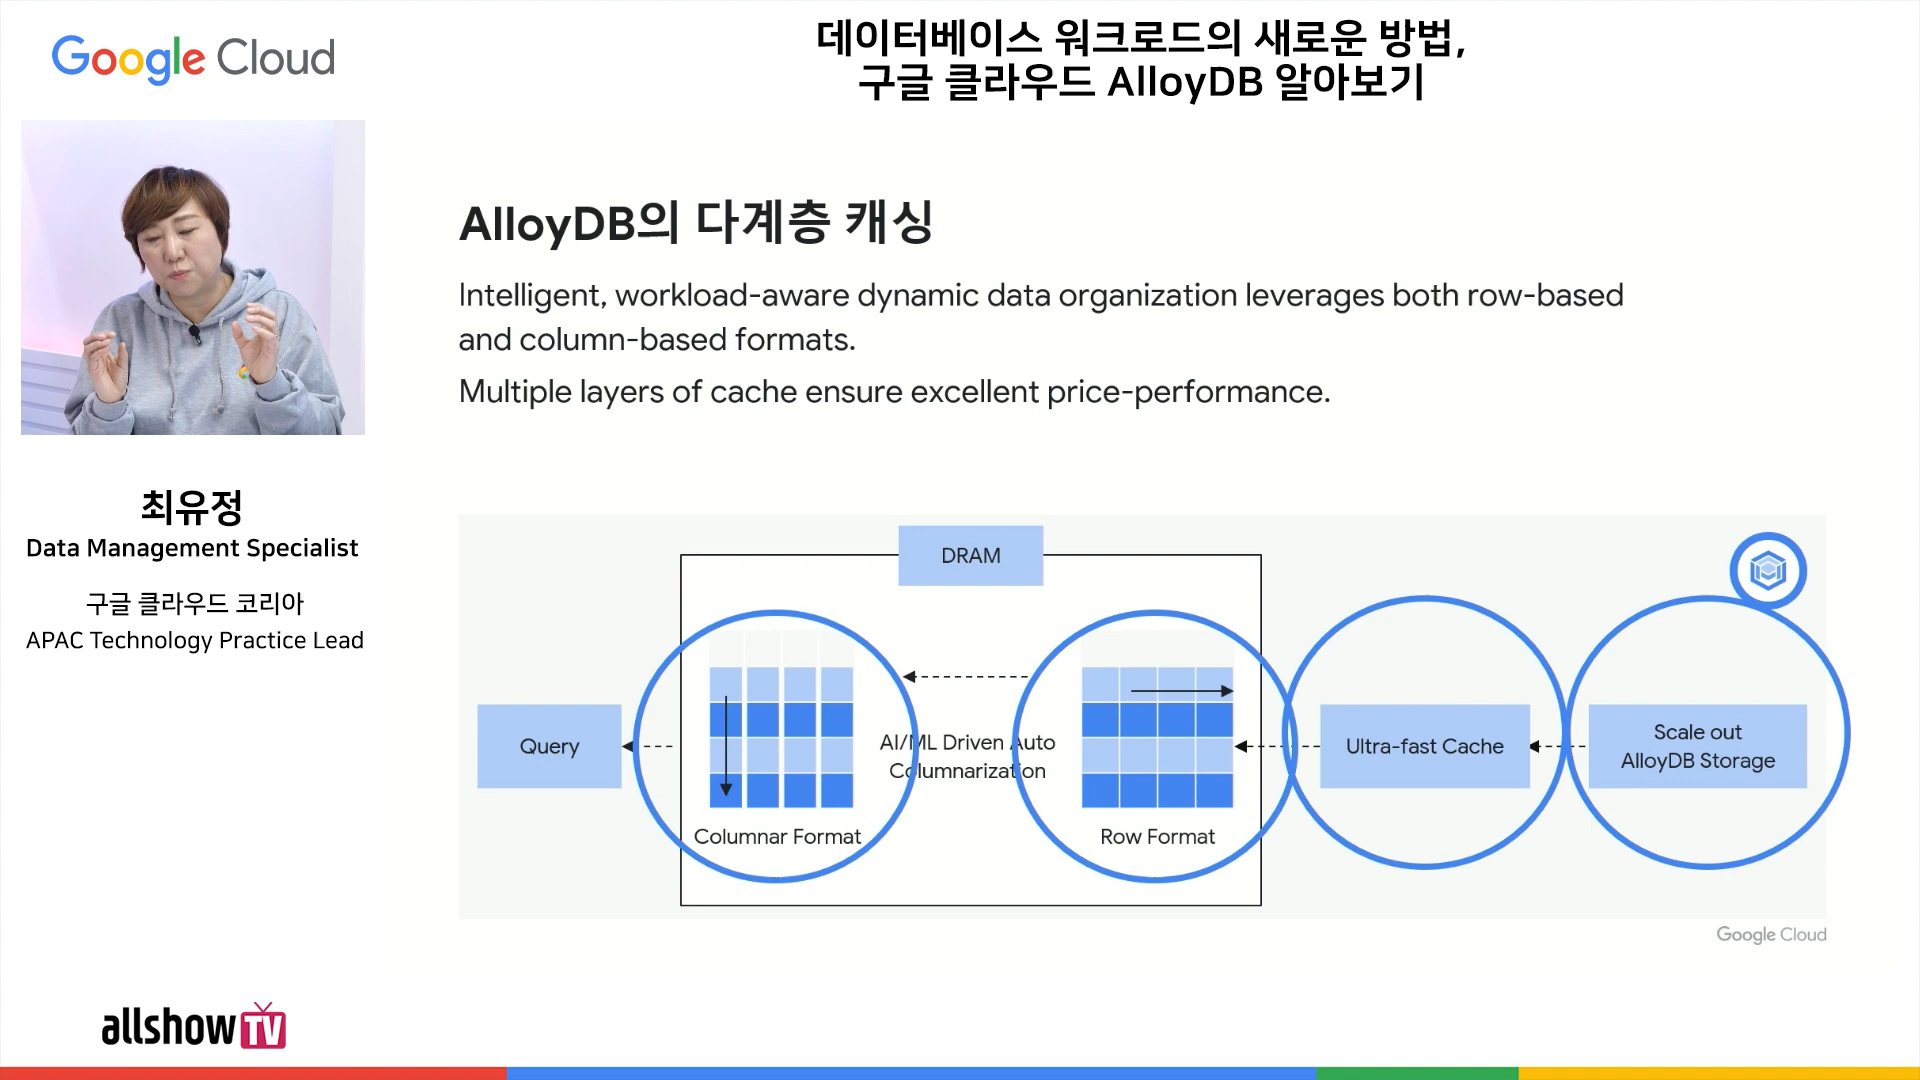 Google Cloud
데이터베이스 워크로드의 새로운 방법,
구글 클라우드 AlloyDB 알아보기
최유정
Data Management Specialist
구글 클라우드 코리아
APAC Technology Practice Lead
AlloyDB의 다계층 캐싱
Intelligent, workload-aware dynamic data organization leverages both row-based
and column-based formats.
Multiple layers of cache ensure excellent price-performance.
DRAM
Query
Columnar Format
AI/ML Driven Auto
Columnarization
Row Format
Ultra-fast Cache
Scale out
AlloyDB Storage
Google Cloud
allshowTV